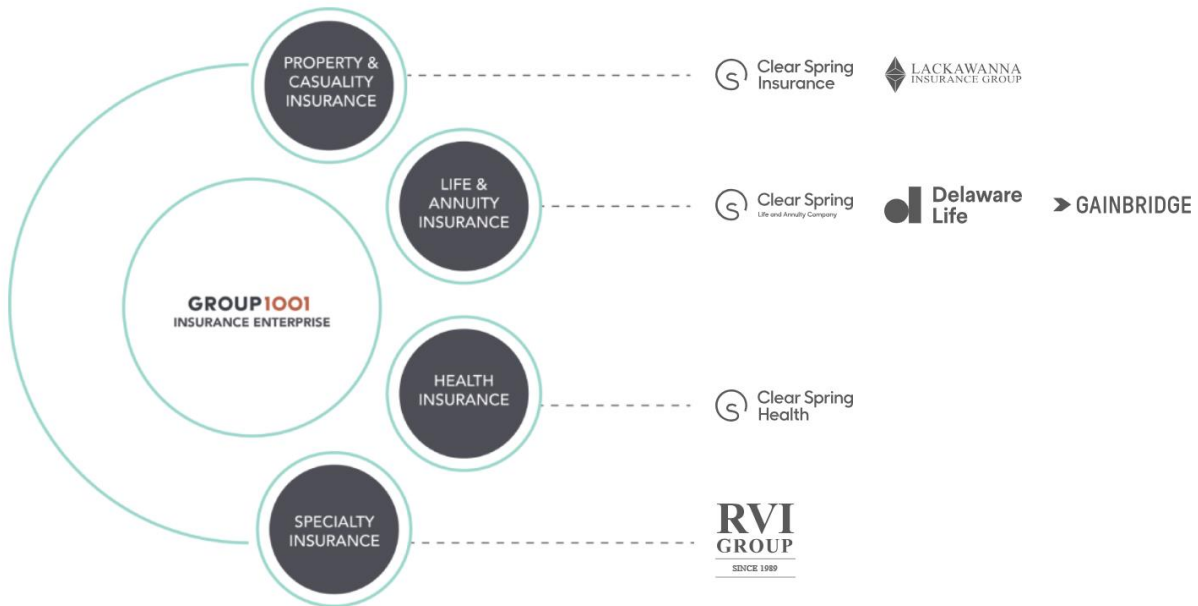 PROPERTY &
CASUALITY
INSURANCE
Clear Spring
Insurance
LACKAWANNA
INSURANCE GROUP
LIFE &
ANNUITY
INSURANCE
Clear Spring
Life and Annuity Company
Delaware
Life
GAINBRIDGE
GROUP1001
INSURANCE ENTERPRISE
HEALTH
INSURANCE
Clear Spring
Health
SPECIALTY
INSURANCE
RVI
GROUP
SINCE 1989